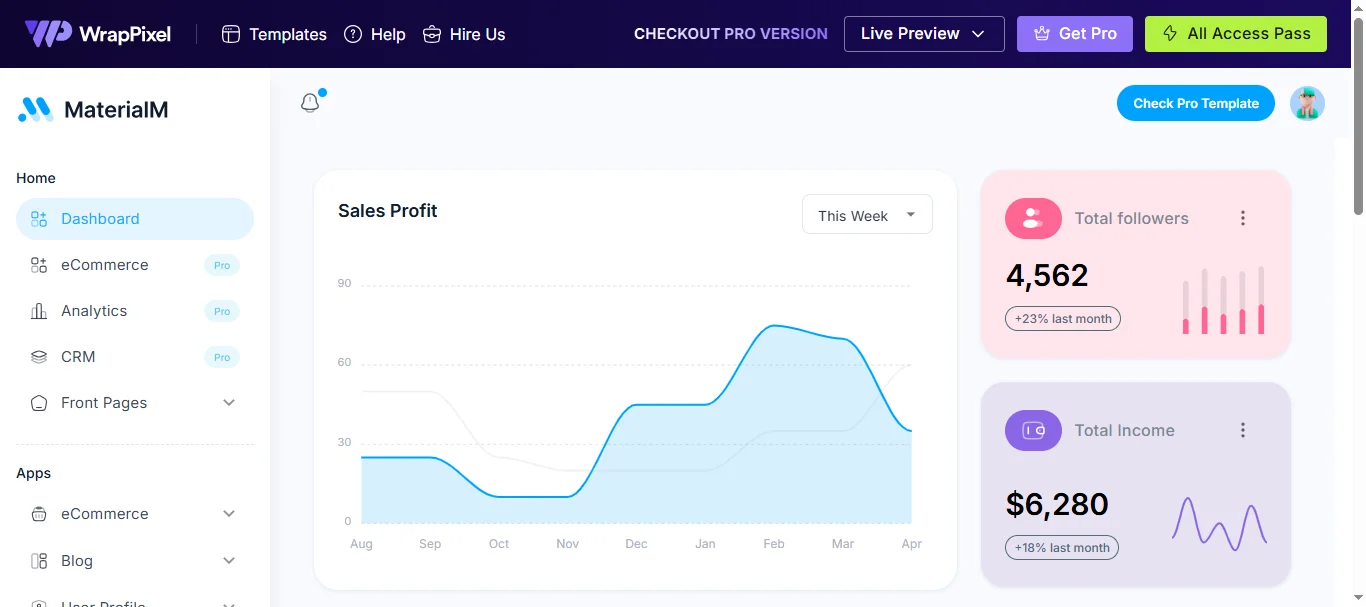 WrapPixel
Templates
Help
Hire Us
CHECKOUT PRO VERSION
Live Preview
Get Pro
All Access Pass
MaterialM
Check Pro Template
Home
Dashboard
eCommerce Pro
Analytics Pro
CRM Pro
Front Pages
Apps
eCommerce
Blog
User Profile
Sales Profit
This Week
90
60
30
0
Aug Sep Oct Nov Dec Jan Feb Mar Apr
Total followers
4,562
+23% last month
Total Income
$6,280
+18% last month